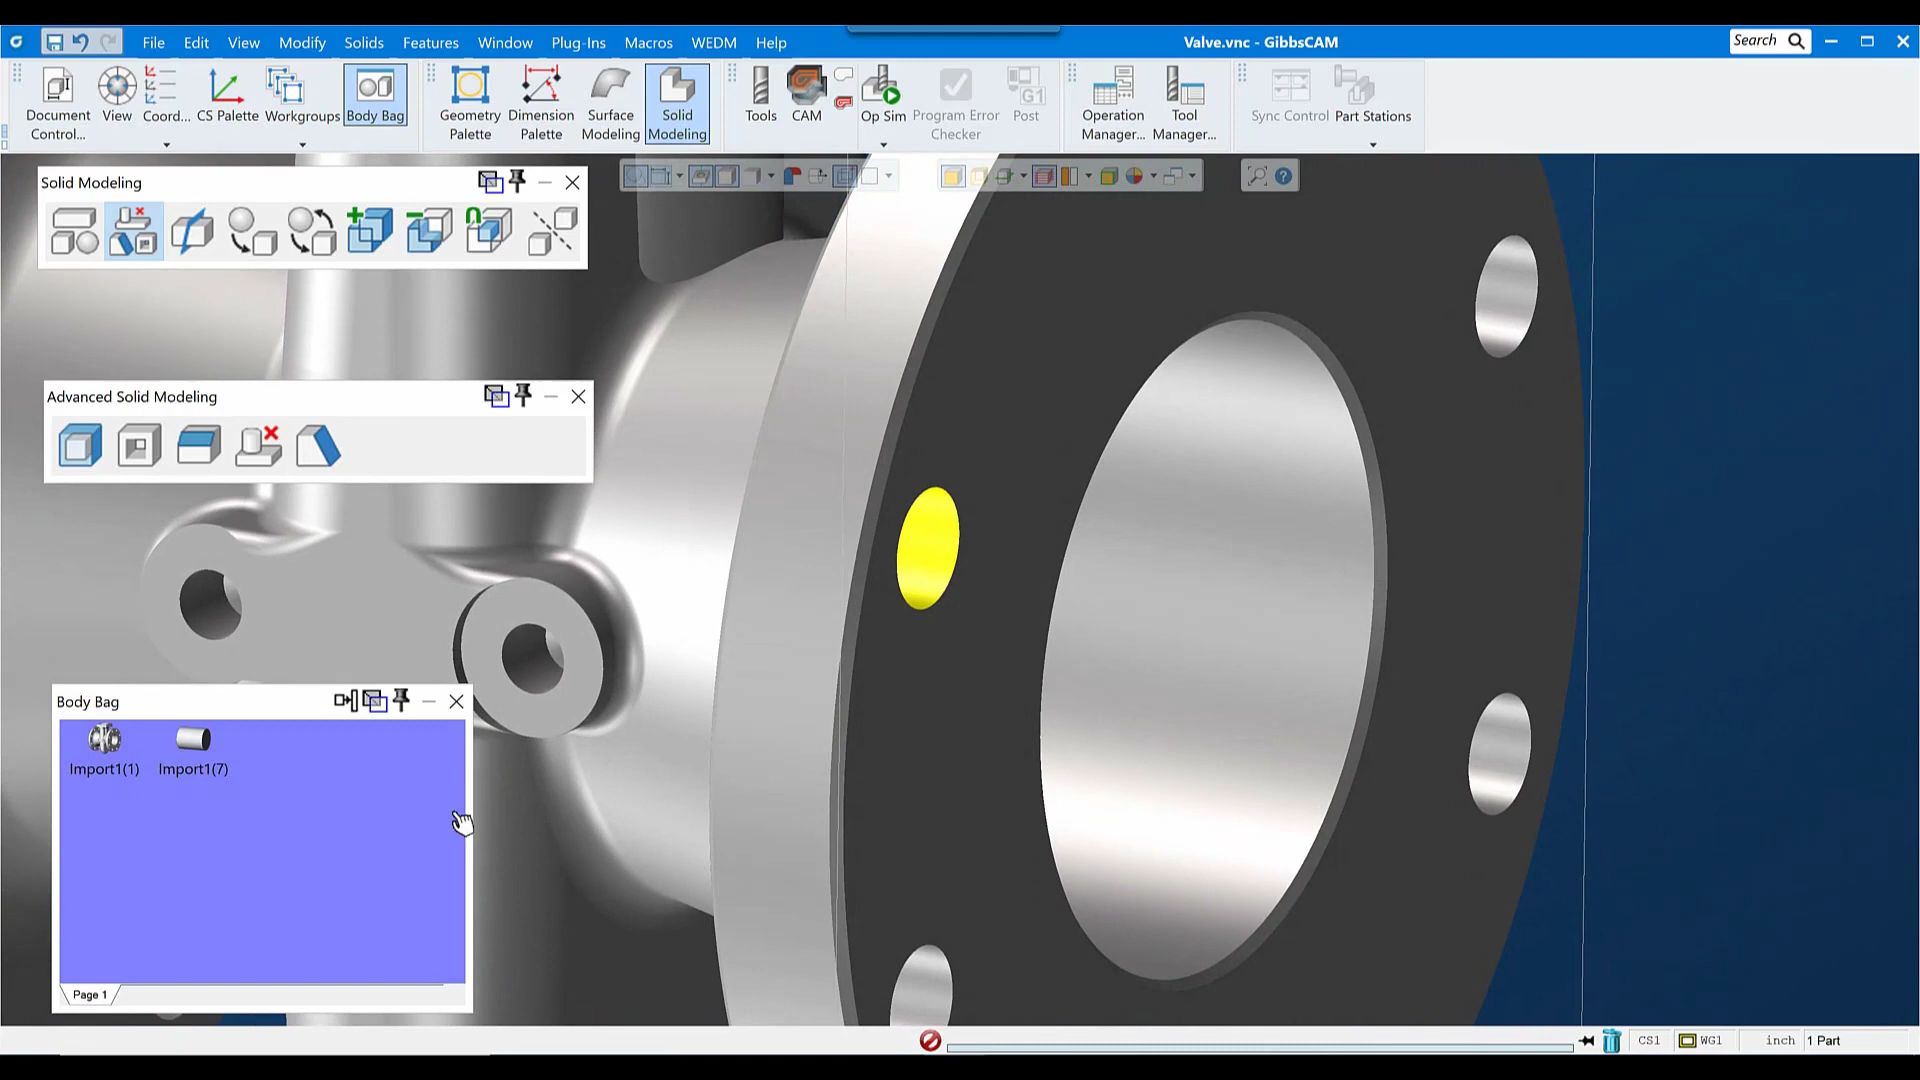 File Edit View Modify Solids Features Window Plug-Ins Macros WEDM Help
Valve.vnc - GibbsCAM
Search
Document Control...
View
Coord...
CS Palette
Workgroups
Body Bag
Geometry Palette
Dimension Palette
Surface Modeling
Solid Modeling
Tools
CAM
Op Sim
Program Error Checker
G1
Post
Operation Manager...
Tool Manager...
Sync Control
Part Stations
Solid Modeling
Advanced Solid Modeling
Body Bag
Import1(1) Import1(7)
Page 1
CS1 WG1 inch 1 Part